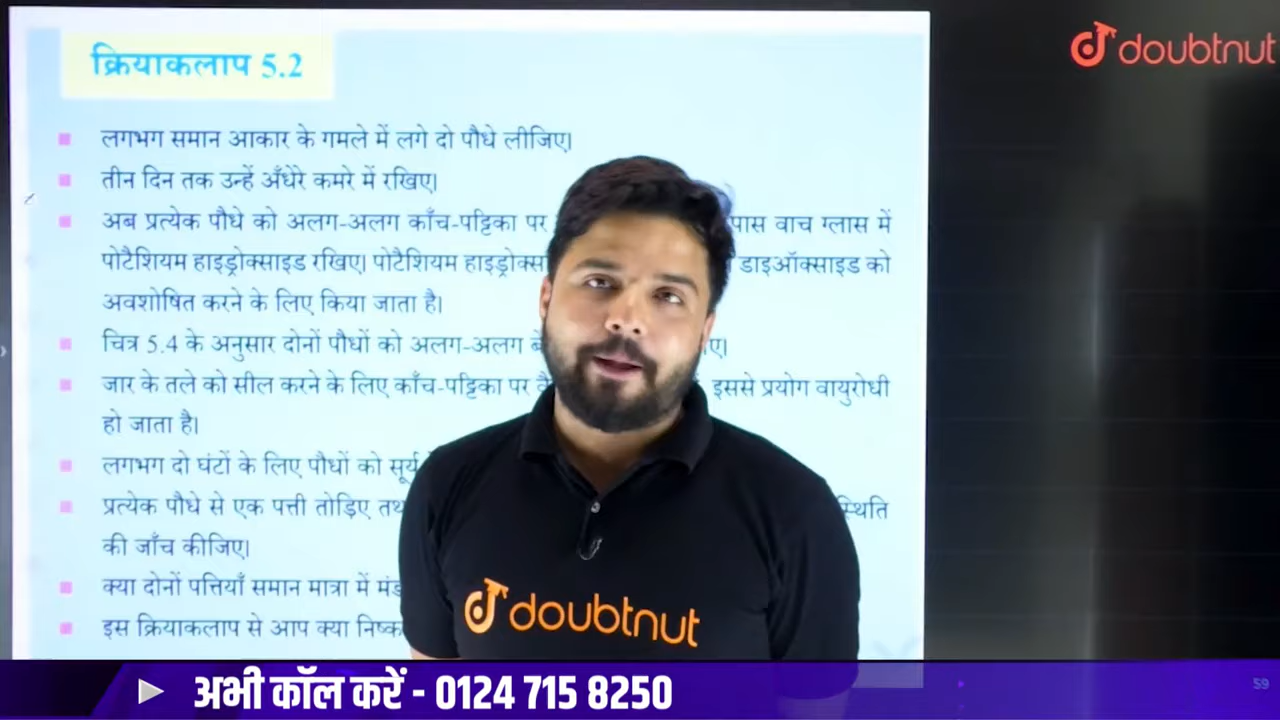 क्रियाकलाप 5.2
doubtnut
लगभग समान आकार के गमले में लगे दो पौधे लीजिए।
तीन दिन तक उन्हें अँधेरे कमरे में रखिए।
अब प्रत्येक पौधे को अलग-अलग काँच-पट्टिका पर पास वाच ग्लास में
पोटैशियम हाइड्रोक्साइड रखिए। पोटैशियम हाइड्रोक्स डाइऑक्साइड को
अवशोषित करने के लिए किया जाता है।
चित्र 5.4 के अनुसार दोनों पौधों को अलग-अलग
जार के तले को सील करने के लिए काँच-पट्टिका पर इससे प्रयोग वायुरोधी
हो जाता है।
लगभग दो घंटों के लिए पौधों को सूर्य
प्रत्येक पौधे से एक पत्ती तोड़िए तथ स्थिति
की जाँच कीजिए।
क्या दोनों पत्तियाँ समान मात्रा में मंड
इस क्रियाकलाप से आप क्या निष्क
doubtnut
अभी कॉल करें - 0124 715 8250
59